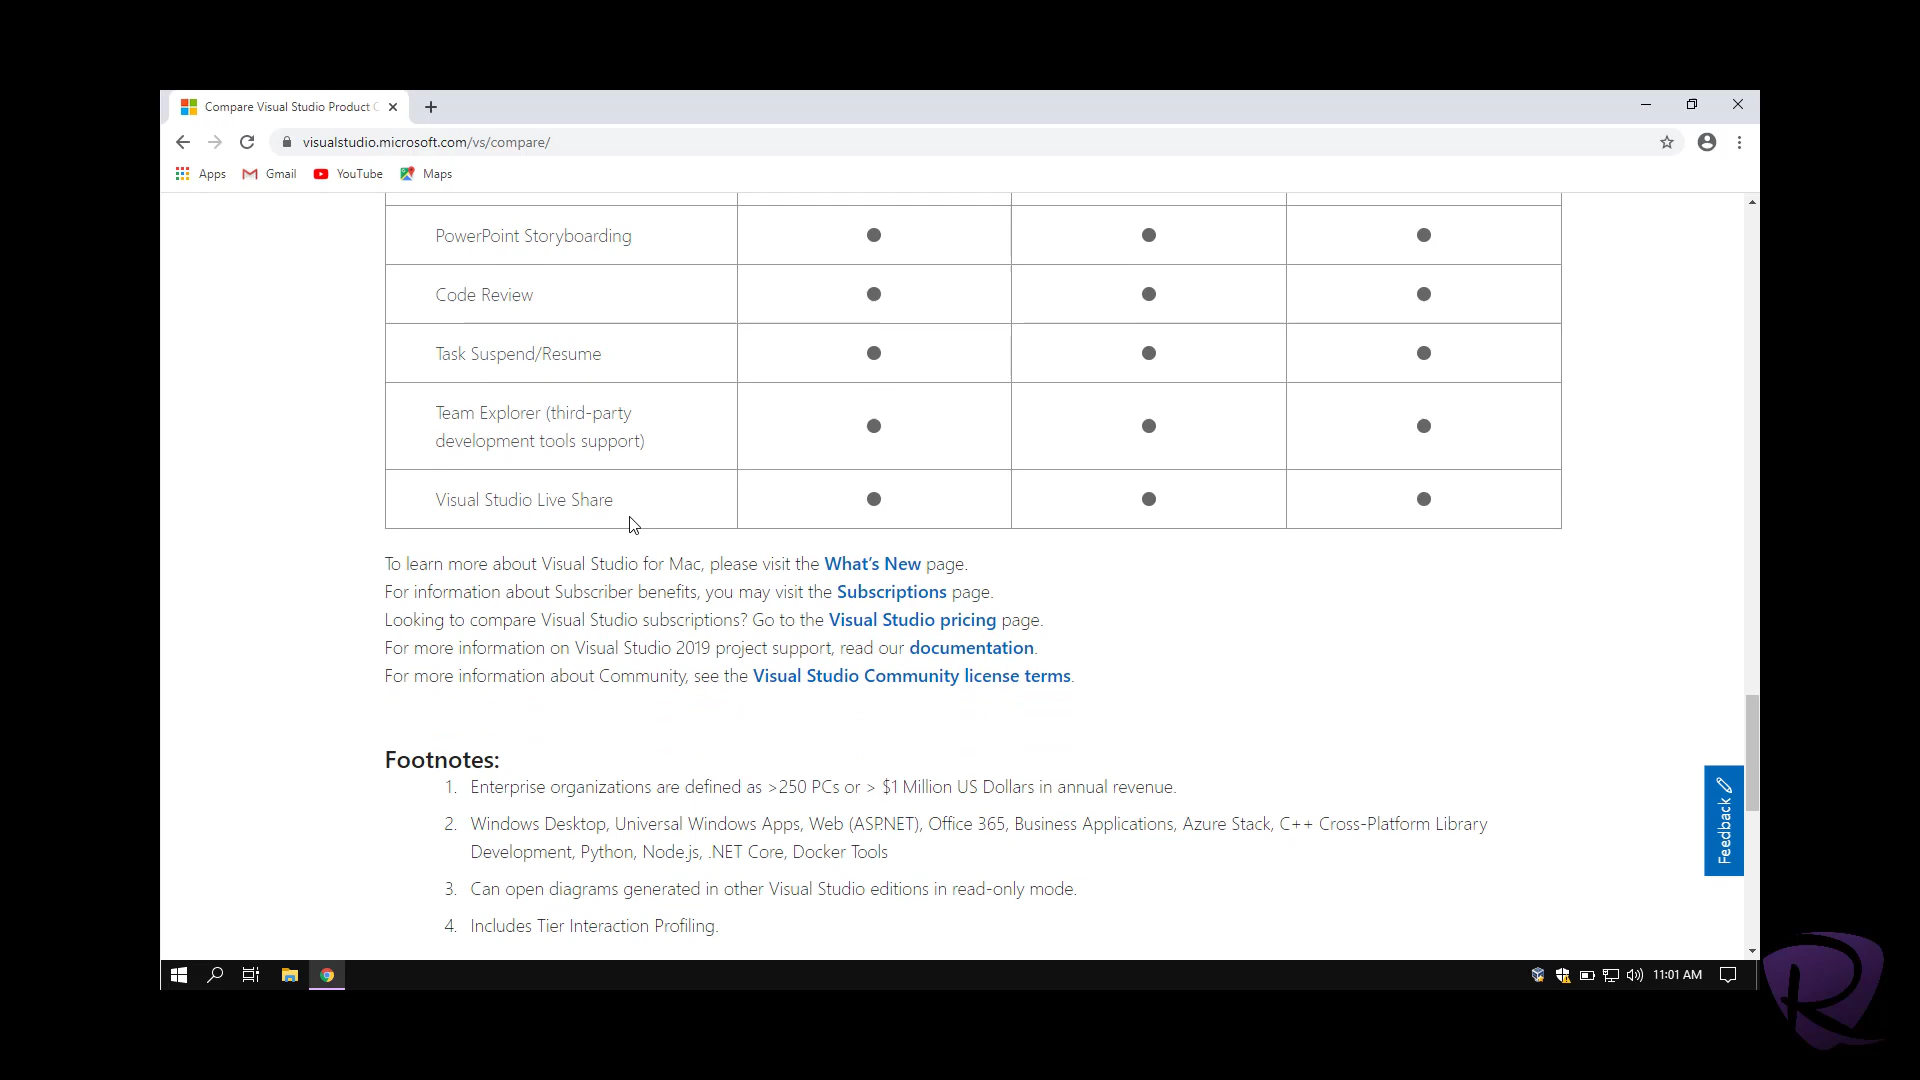 Compare Visual Studio Product C
visualstudio.microsoft.com/vs/compare/
Apps Gmail YouTube Maps
PowerPoint Storyboarding
Code Review
Task Suspend/Resume
Team Explorer (third-party
development tools support)
Visual Studio Live Share
To learn more about Visual Studio for Mac, please visit the What's New page.
For information about Subscriber benefits, you may visit the Subscriptions page.
Looking to compare Visual Studio subscriptions? Go to the Visual Studio pricing page.
For more information on Visual Studio 2019 project support, read our documentation.
For more information about Community, see the Visual Studio Community license terms.
Footnotes:
1. Enterprise organizations are defined as >250 PCs or > $1 Million US Dollars in annual revenue.
2. Windows Desktop, Universal Windows Apps, Web (ASP.NET), Office 365, Business Applications, Azure Stack, C++ Cross-Platform Library
Development, Python, Node.js, .NET Core, Docker Tools
3. Can open diagrams generated in other Visual Studio editions in read-only mode.
4. Includes Tier Interaction Profiling.
Feedback
11:01 AM
R